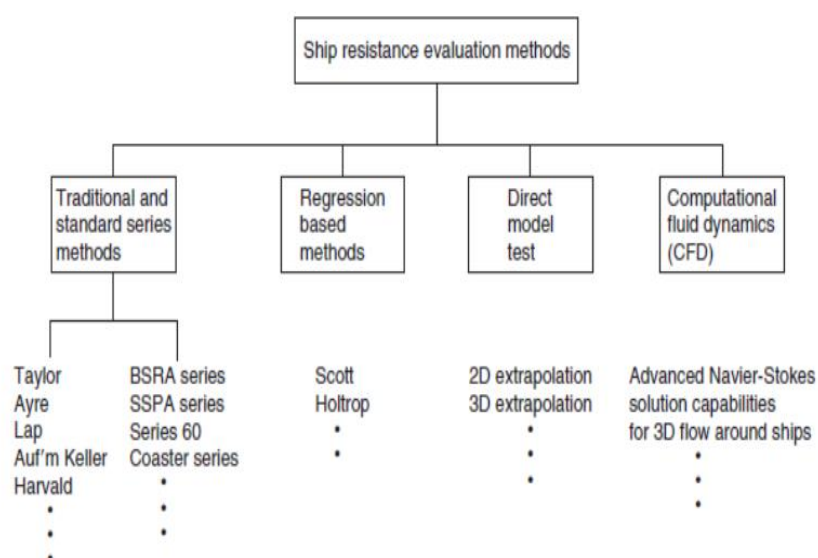 Ship resistance evaluation methods
Traditional and
standard series
methods
Regression
based
methods
Direct
model
test
Computational
fluid dynamics
(CFD)
Taylor
Ayre
Lap
Auf'm Keller
Harvald
BSRA series
SSPA series
Series 60
Coaster series
Scott
Holtrop
2D extrapolation
3D extrapolation
Advanced Navier-Stokes
solution capabilities
for 3D flow around ships